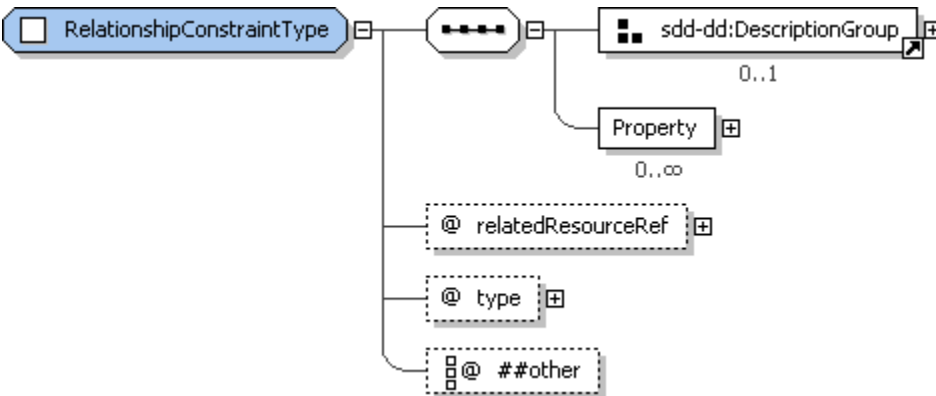 RelationshipConstraintType
sdd-dd:DescriptionGroup
0..1
Property
0..∞
@ relatedResourceRef
@ type
@ ##other